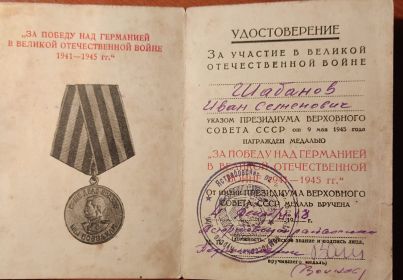 „ЗА ПОБЕДУ НАД ГЕРМАНИЕЙ
В ВЕЛИКОЙ ОТЕЧЕСТВЕННОЙ ВОЙНЕ
1941—1945 гг.“
УДОСТОВЕРЕНИЕ
ЗА УЧАСТИЕ В ВЕЛИКОЙ
ОТЕЧЕСТВЕННОЙ ВОЙНЕ
Шабанов
Иван Семенович
УКАЗОМ ПРЕЗИДИУМА ВЕРХОВНОГО
СОВЕТА СССР от 9 мая 1945 года
НАГРАЖДЕН МЕДАЛЬЮ
„ЗА ПОБЕДУ НАД ГЕРМАНИЕЙ
В ВЕЛИКОЙ ОТЕЧЕСТВЕННОЙ
ВОЙНЕ 1941—1945 гг.“
От имени ПРЕЗИДИУМА ВЕРХОВНОГО
СОВЕТА СССР МЕДАЛЬ ВРУЧЕНА
вручившего медаль)